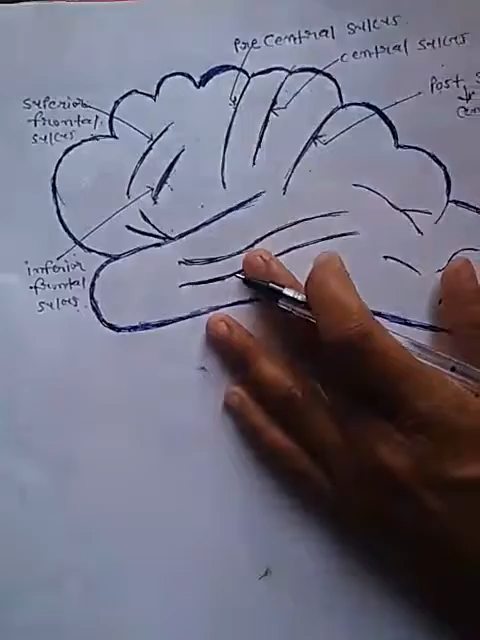 Pre central sulcus
central sulcus
Post
superior
frontal
sulcus
inferior
frontal
sulcus